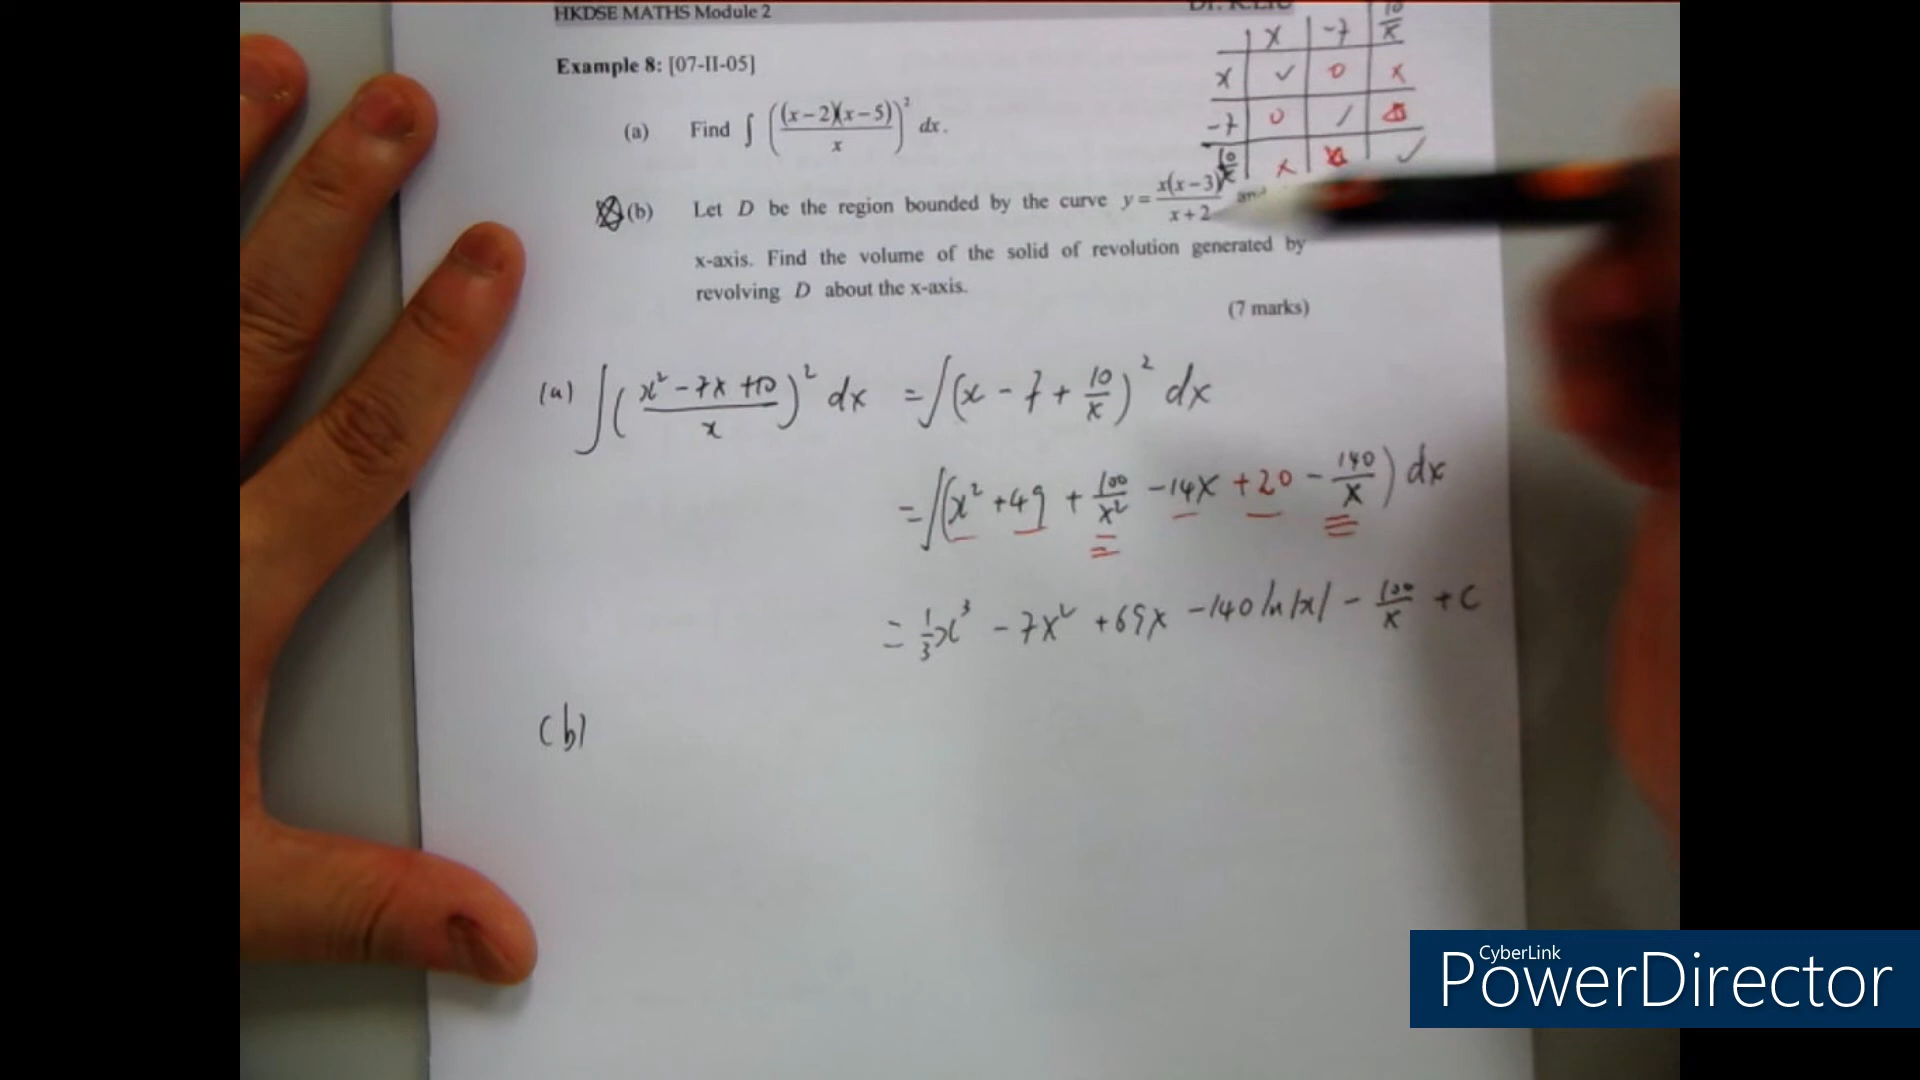 HKDSE MATHS Module 2
Example 8: [07-II-05]
(a) Find ∫ ((x−2)(x−5)/x)² dx.
(b) Let D be the region bounded by the curve y = x(x−3)/x+2 and
x-axis. Find the volume of the solid of revolution generated by
revolving D about the x-axis.
(7 marks)
x −7 10/x
x ✓ 0 x
−7 0 /
10/x x ✓
(a) ∫(x² − 7x + 10 / x)² dx = ∫(x − 7 + 10/x)² dx
= ∫(x² + 49 + 100/x² − 14x + 20 − 140/x) dx
= 1/3 x³ − 7x² + 69x − 140 ln|x| − 100/x + C
(b)
CyberLink
PowerDirector